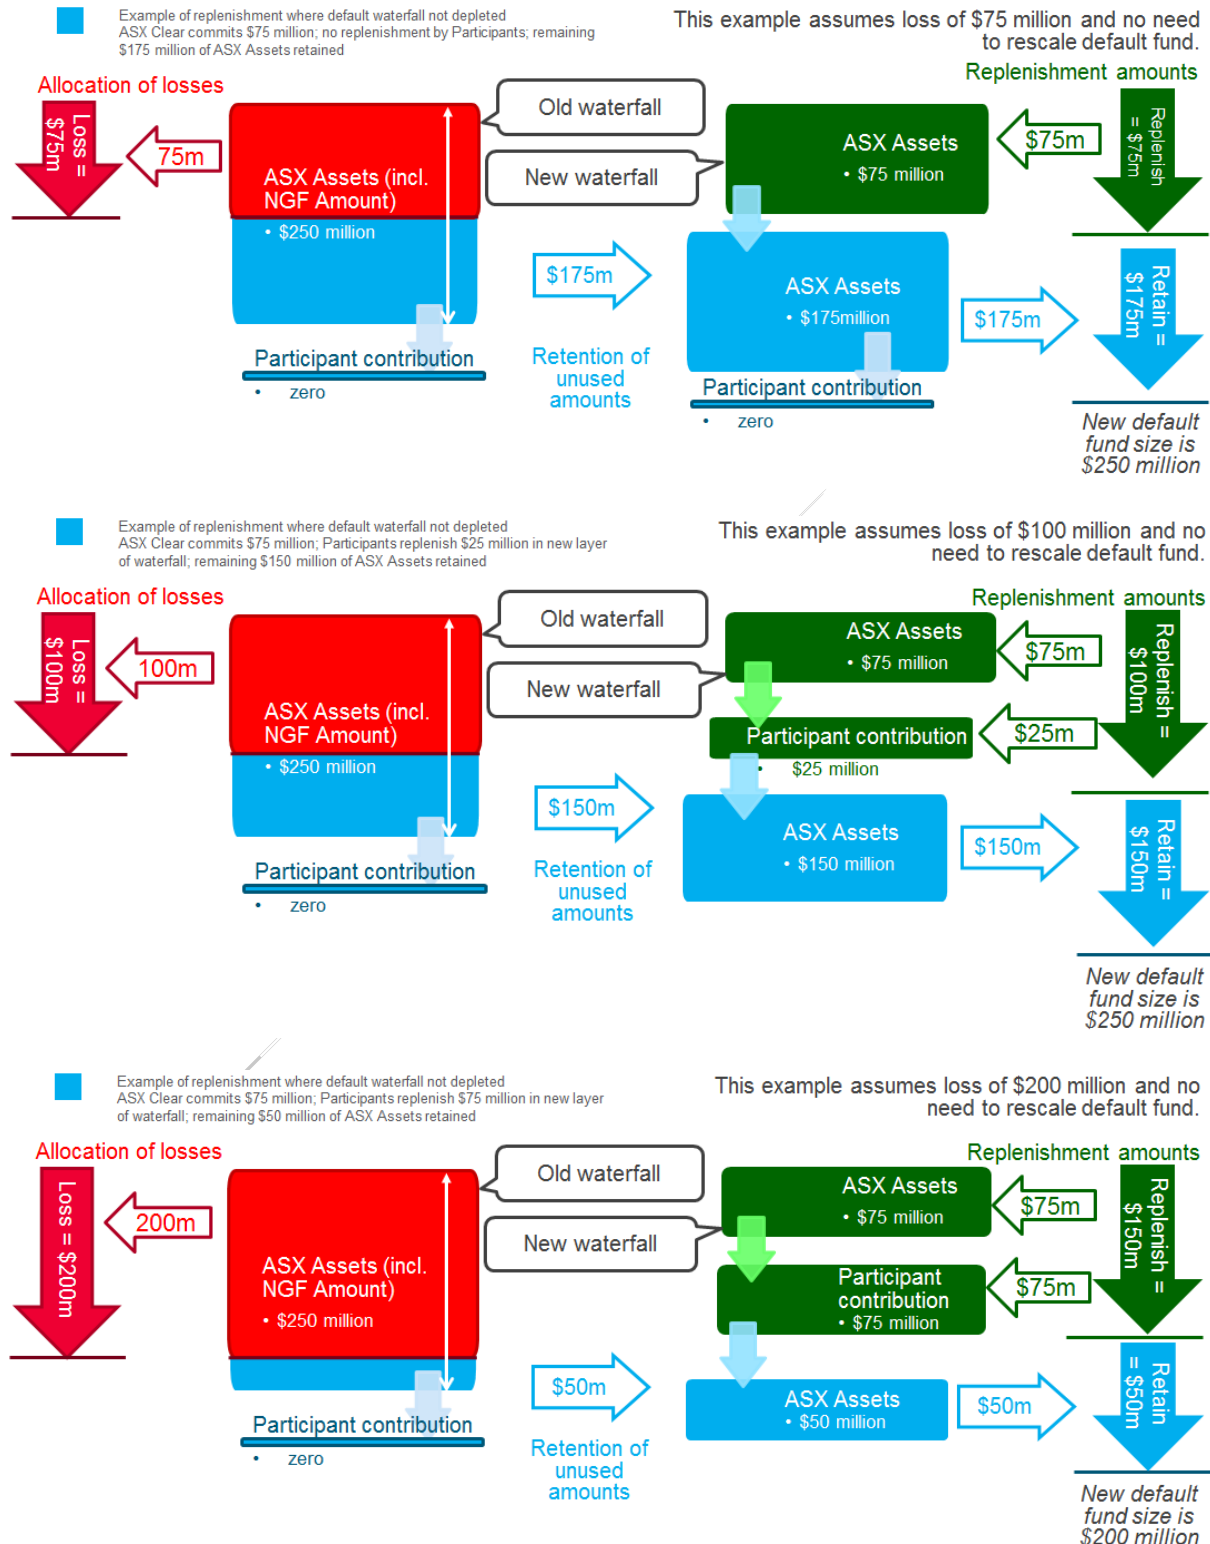 Example of replenishment where default waterfall not depleted
ASX Clear commits $75 million; no replenishment by Participants; remaining
$175 million of ASX Assets retained
This example assumes loss of $75 million and no need
to rescale default fund.
Allocation of losses
Replenishment amounts
Loss =
$75m
75m
ASX Assets (incl.
NGF Amount)
• $250 million
Old waterfall
New waterfall
ASX Assets
• $75 million
$75m
Replenish
= $75m
$175m
ASX Assets
• $175million
$175m
Retain =
$175m
Participant contribution
• zero
Retention of
unused
amounts
Participant contribution
• zero
New default
fund size is
$250 million
Example of replenishment where default waterfall not depleted
ASX Clear commits $75 million; Participants replenish $25 million in new layer
of waterfall; remaining $150 million of ASX Assets retained
This example assumes loss of $100 million and no
need to rescale default fund.
Allocation of losses
Replenishment amounts
Loss =
$100m
100m
ASX Assets (incl.
NGF Amount)
• $250 million
Old waterfall
New waterfall
ASX Assets
• $75 million
$75m
Replenish =
$100m
Participant contribution
• $25 million
$25m
$150m
ASX Assets
• $150 million
$150m
Retain =
$150m
Participant contribution
• zero
Retention of
unused
amounts
New default
fund size is
$250 million
Example of replenishment where default waterfall not depleted
ASX Clear commits $75 million; Participants replenish $75 million in new layer
of waterfall; remaining $50 million of ASX Assets retained
This example assumes loss of $200 million and no
need to rescale default fund.
Allocation of losses
Replenishment amounts
Loss = $200m
200m
ASX Assets (incl.
NGF Amount)
• $250 million
Old waterfall
New waterfall
ASX Assets
• $75 million
$75m
Replenish =
$150m
Participant
contribution
• $75 million
$75m
$50m
ASX Assets
• $50 million
$50m
Retain
= $50m
Participant contribution
• zero
Retention of
unused
amounts
New default
fund size is
$200 million